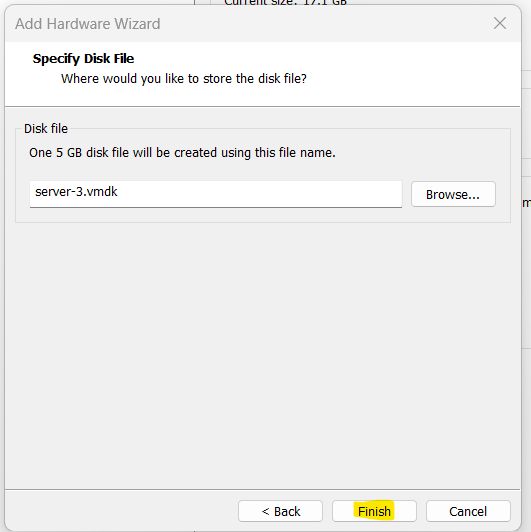 Current size: 17.1 GB
Add Hardware Wizard
Specify Disk File
Where would you like to store the disk file?
Disk file
One 5 GB disk file will be created using this file name.
server-3.vmdk
Browse...
< Back
Finish
Cancel